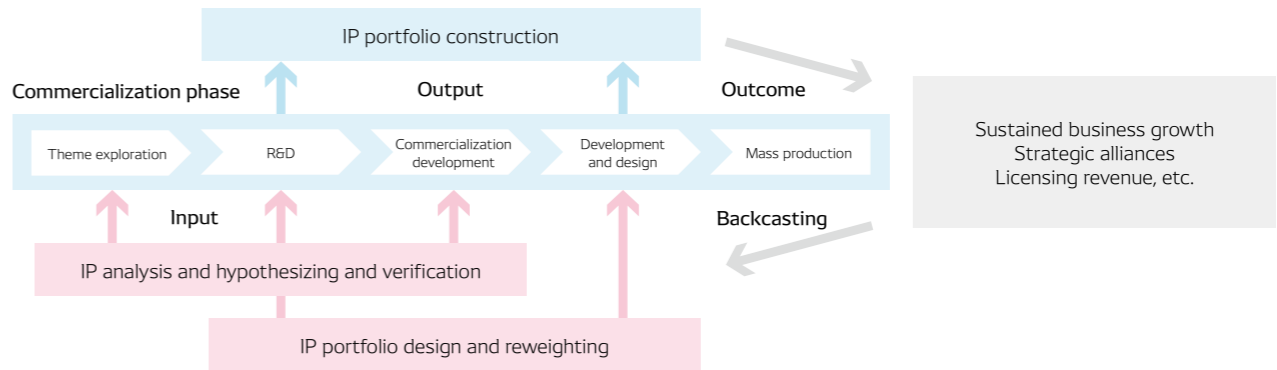 IP portfolio construction
Commercialization phase
Output
Outcome
Theme exploration
R&D
Commercialization
development
Development
and design
Mass production
Sustained business growth
Strategic alliances
Licensing revenue, etc.
Input
Backcasting
IP analysis and hypothesizing and verification
IP portfolio design and reweighting